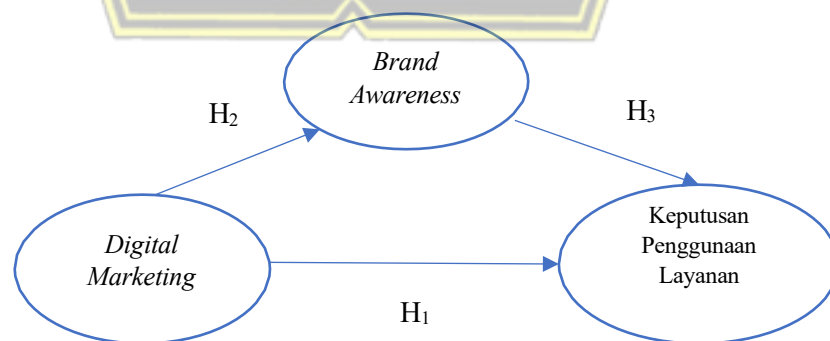 Brand
Awareness
H₂
H₃
Digital
Marketing
Keputusan
Penggunaan
Layanan
H₁